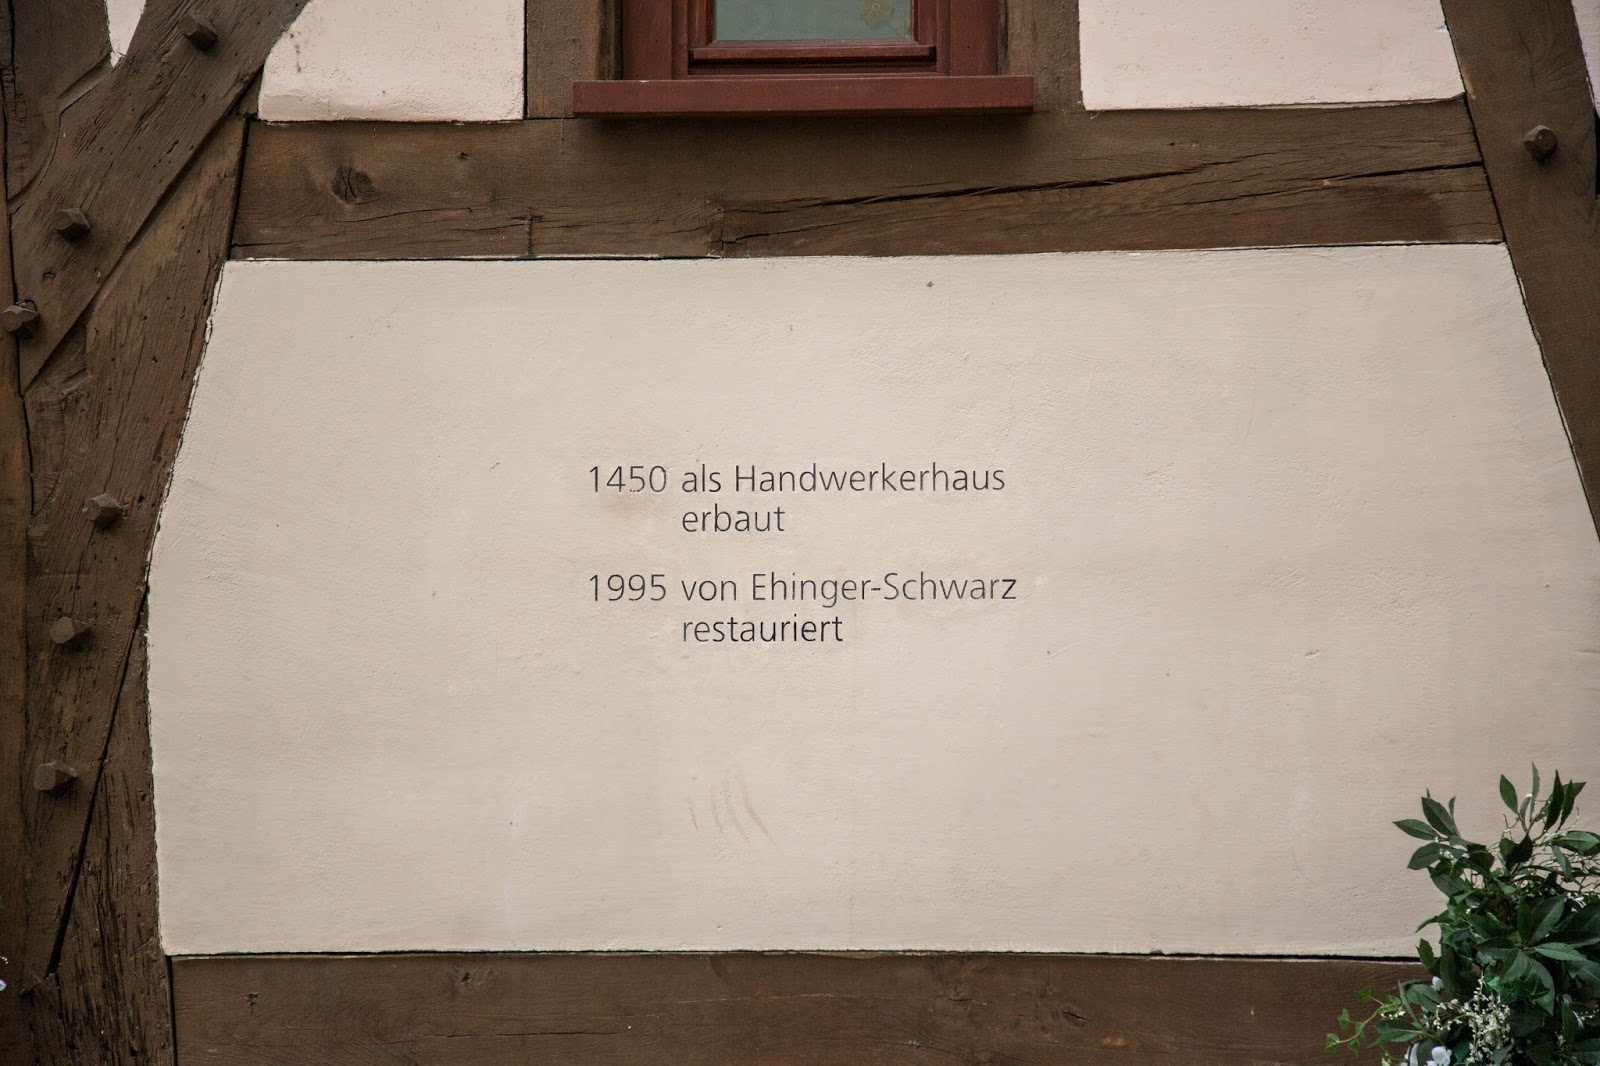 1450 als Handwerkerhaus
erbaut
1995 von Ehinger-Schwarz
restauriert